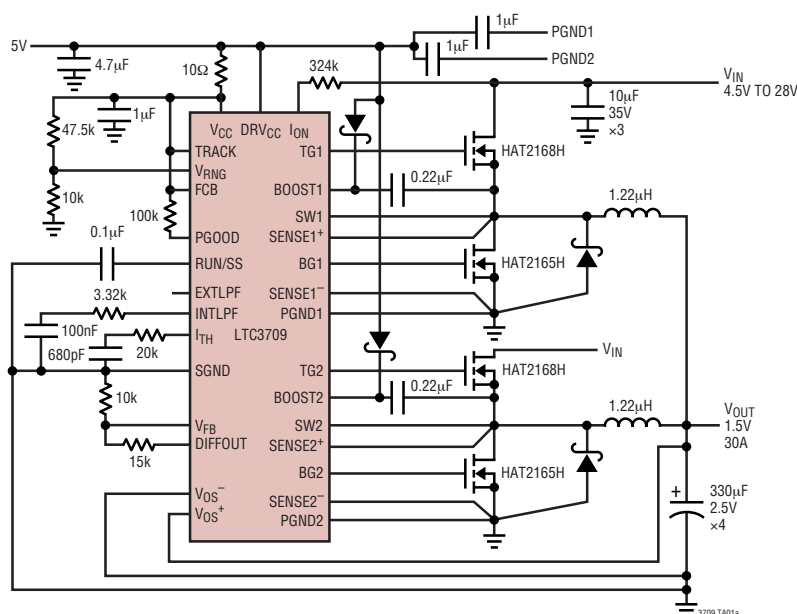 5V
4.7µF
10Ω
1µF
1µF
PGND1
PGND2
324k
VIN
4.5V TO 28V
10µF
35V
×3
47.5k
1µF
10k
100k
0.1µF
3.32k
100nF
680pF
20k
10k
15k
VCC
DRVCC
ION
TRACK
VRNG
FCB
PGOOD
RUN/SS
EXTLPF
INTLPF
ITH
LTC3709
SGND
VFB
DIFFOUT
VOS–
VOS+
TG1
BOOST1
SW1
SENSE1+
BG1
SENSE1–
PGND1
TG2
BOOST2
SW2
SENSE2+
BG2
SENSE2–
PGND2
HAT2168H
0.22µF
1.22µH
HAT2165H
VIN
HAT2168H
0.22µF
1.22µH
HAT2165H
VOUT
1.5V
30A
+
330µF
2.5V
×4
3709 TA01a